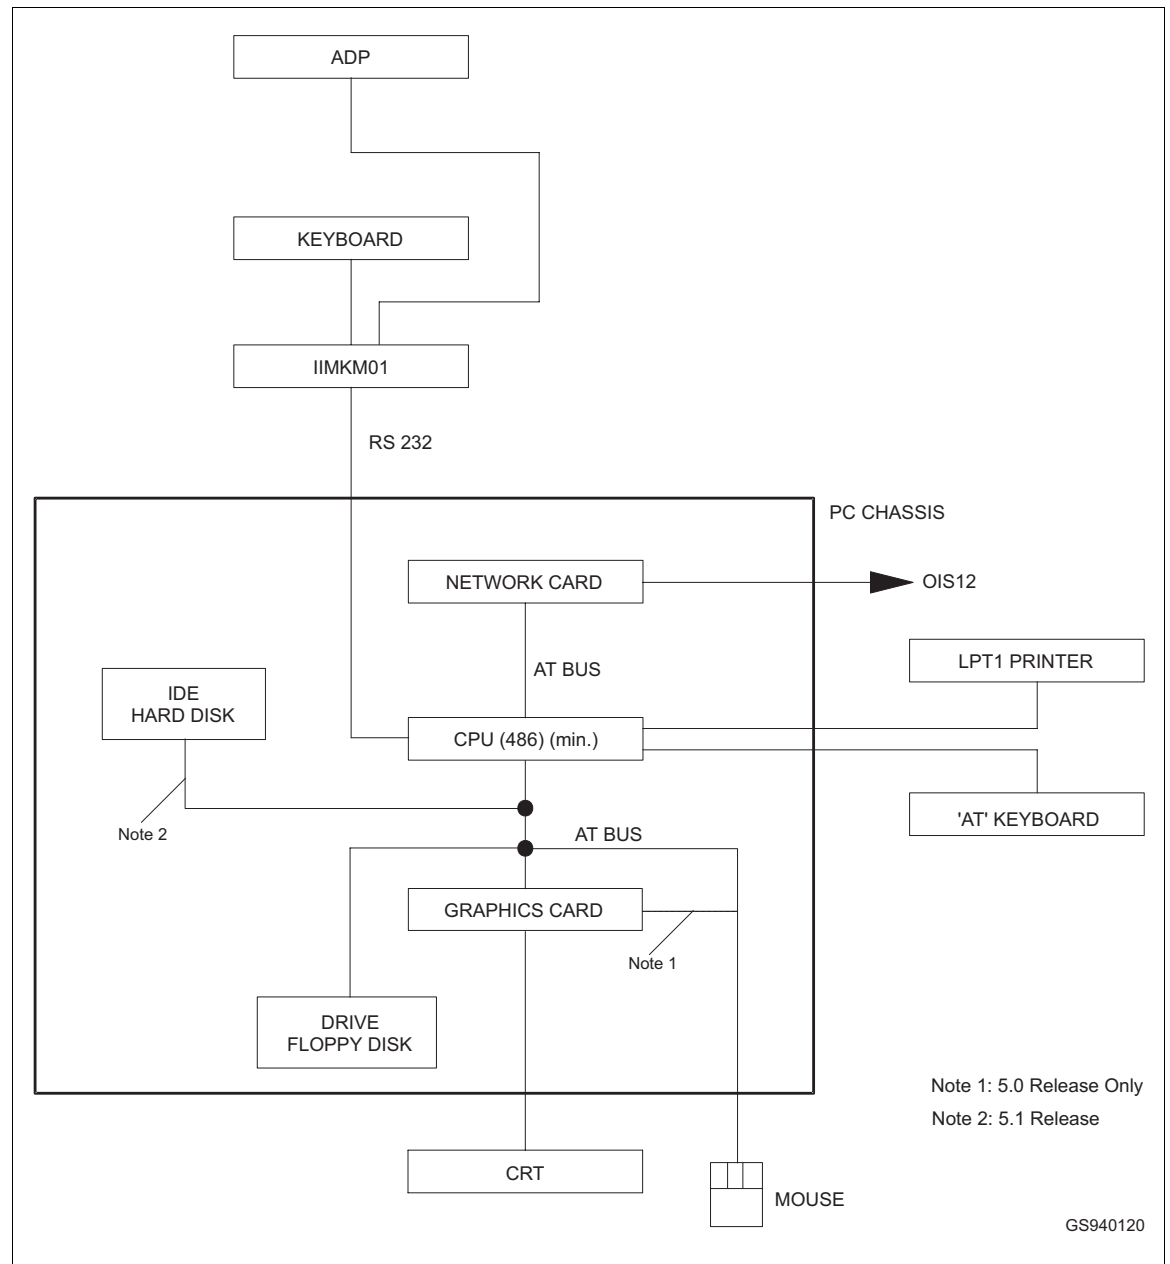 ADP
KEYBOARD
IIMKM01
RS 232
PC CHASSIS
NETWORK CARD
OIS12
AT BUS
LPT1 PRINTER
IDE
HARD DISK
CPU (486) (min.)
'AT' KEYBOARD
Note 2
AT BUS
GRAPHICS CARD
Note 1
DRIVE
FLOPPY DISK
Note 1: 5.0 Release Only
Note 2: 5.1 Release
CRT
MOUSE
GS940120